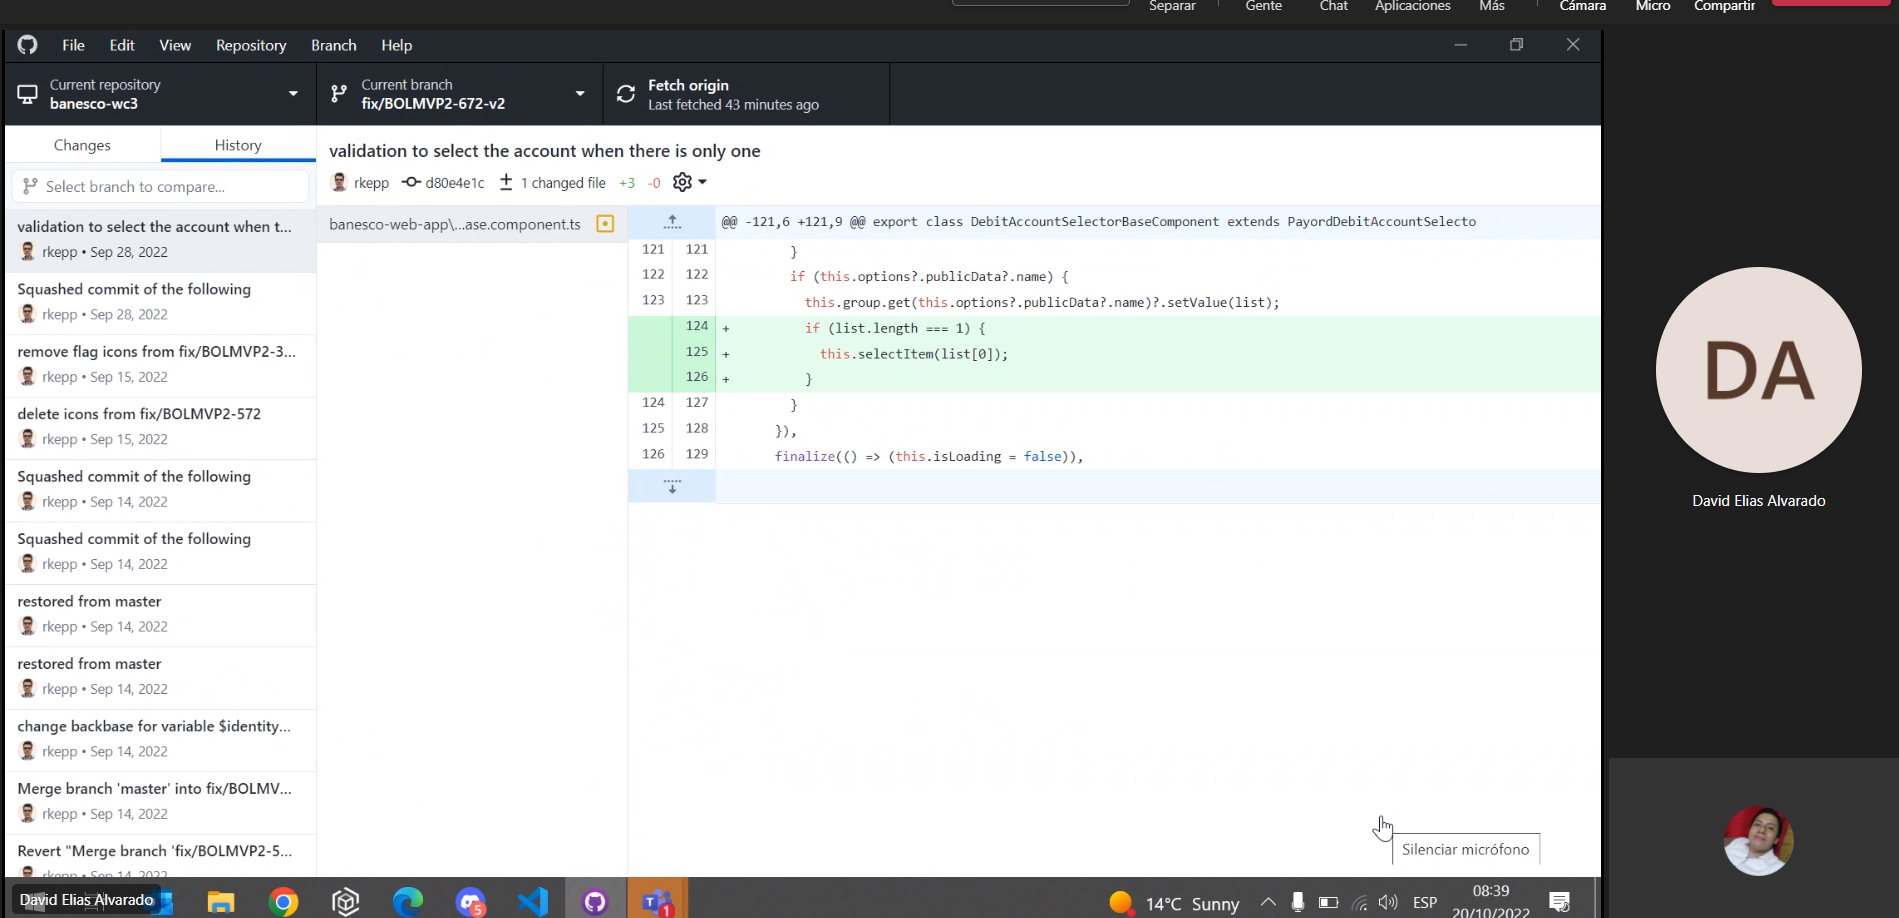 Separar
Gente
Chat
Aplicaciones
Más
Cámara
Micro
Compartir
File Edit View Repository Branch Help
Current repository
banesco-wc3
Current branch
fix/BOLMVP2-672-v2
Fetch origin
Last fetched 43 minutes ago
Changes
History
Select branch to compare...
validation to select the account when t...
rkepp • Sep 28, 2022
Squashed commit of the following
rkepp • Sep 28, 2022
remove flag icons from fix/BOLMVP2-3...
rkepp • Sep 15, 2022
delete icons from fix/BOLMVP2-572
rkepp • Sep 15, 2022
Squashed commit of the following
rkepp • Sep 14, 2022
Squashed commit of the following
rkepp • Sep 14, 2022
restored from master
rkepp • Sep 14, 2022
restored from master
rkepp • Sep 14, 2022
change backbase for variable $identity...
rkepp • Sep 14, 2022
Merge branch 'master' into fix/BOLMV...
rkepp • Sep 14, 2022
Revert "Merge branch 'fix/BOLMVP2-5...
rkepp • Sep 14, 2022
validation to select the account when there is only one
rkepp d80e4e1c 1 changed file +3 -0
banesco-web-app\...ase.component.ts
@@ -121,6 +121,9 @@ export class DebitAccountSelectorBaseComponent extends PayordDebitAccountSelecto
121 121 }
122 122 if (this.options?.publicData?.name) {
123 123 this.group.get(this.options?.publicData?.name)?.setValue(list);
124 + if (list.length === 1) {
125 + this.selectItem(list[0]);
126 + }
124 127 }
125 128 }),
126 129 finalize(() => (this.isLoading = false)),
DA
David Elias Alvarado
Silenciar micrófono
David Elias Alvarado
5
1
14°C Sunny
ESP
08:39
20/10/2022